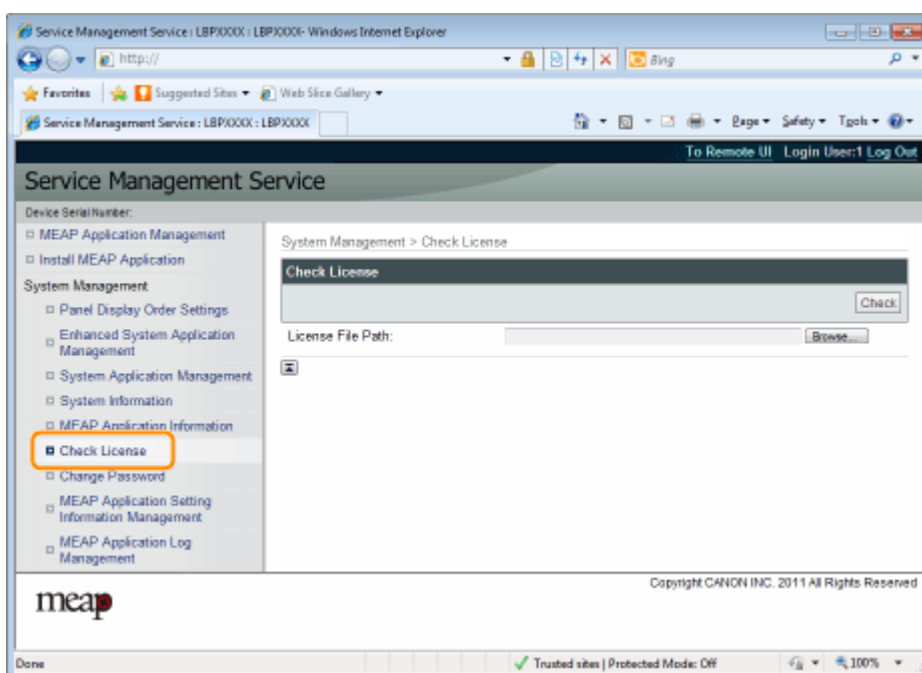 Service Management Service : LBPXXXX : LBPXXXX- Windows Internet Explorer
http://
Bing
Favorites Suggested Sites Web Slice Gallery
Service Management Service : LBPXXXX : LBPXXXX
Page Safety Tools
To Remote UI Login User:1 Log Out
Service Management Service
Device Serial Number:
MEAP Application Management
Install MEAP Application
System Management
Panel Display Order Settings
Enhanced System Application
Management
System Application Management
System Information
MEAP Application Information
Check License
Change Password
MEAP Application Setting
Information Management
MEAP Application Log
Management
System Management > Check License
Check License
Check
License File Path:
Browse...
meap
Copyright CANON INC. 2011 All Rights Reserved
Done
Trusted sites | Protected Mode: Off
100%